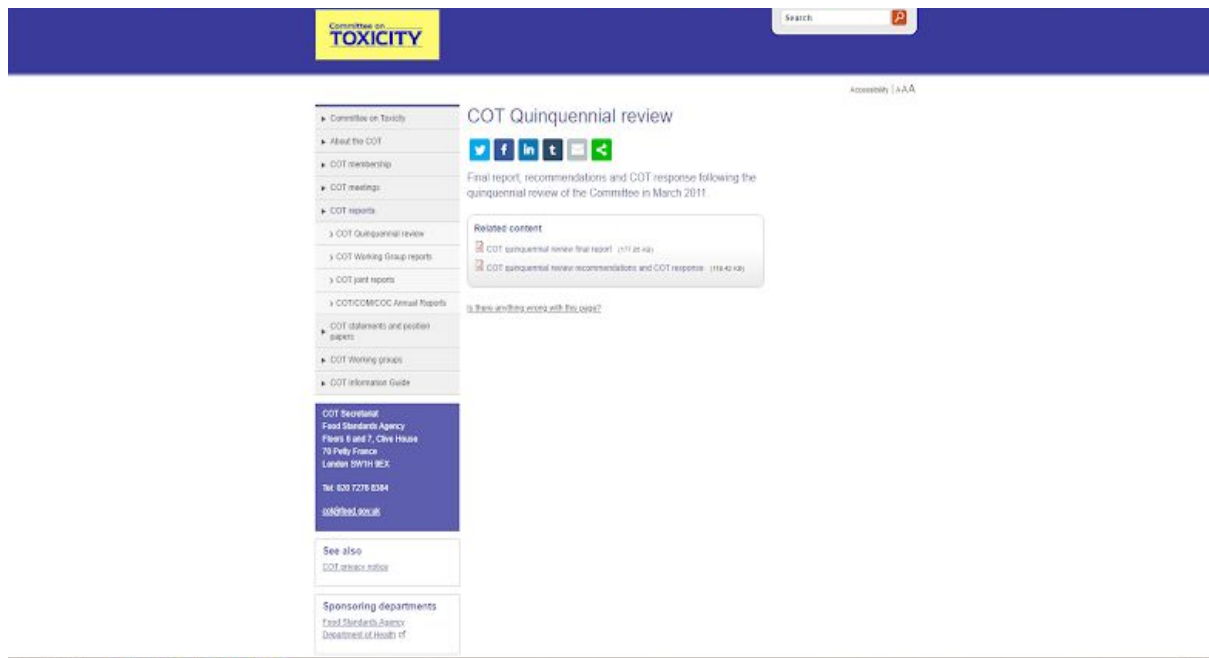 Committee on
TOXICITY
Search
Accessibility | A A A
Committee on Toxicity
About the COT
COT membership
COT meetings
COT reports
COT Quinquennial review
COT Working Group reports
COT joint reports
COT/COM/COC Annual Reports
COT statements and position
papers
COT Working groups
COT Information Guide
COT Secretariat
Food Standards Agency
Floors 6 and 7, Clive House
70 Petty France
London SW1H 9EX
Tel: 020 7276 8384
cot@food.gov.uk
See also
COT privacy notice
Sponsoring departments
Food Standards Agency
Department of Health
COT Quinquennial review
Final report, recommendations and COT response following the
quinquennial review of the Committee in March 2011.
Related content
COT quinquennial review final report
COT quinquennial review recommendations and COT response
Is there anything wrong with this page?